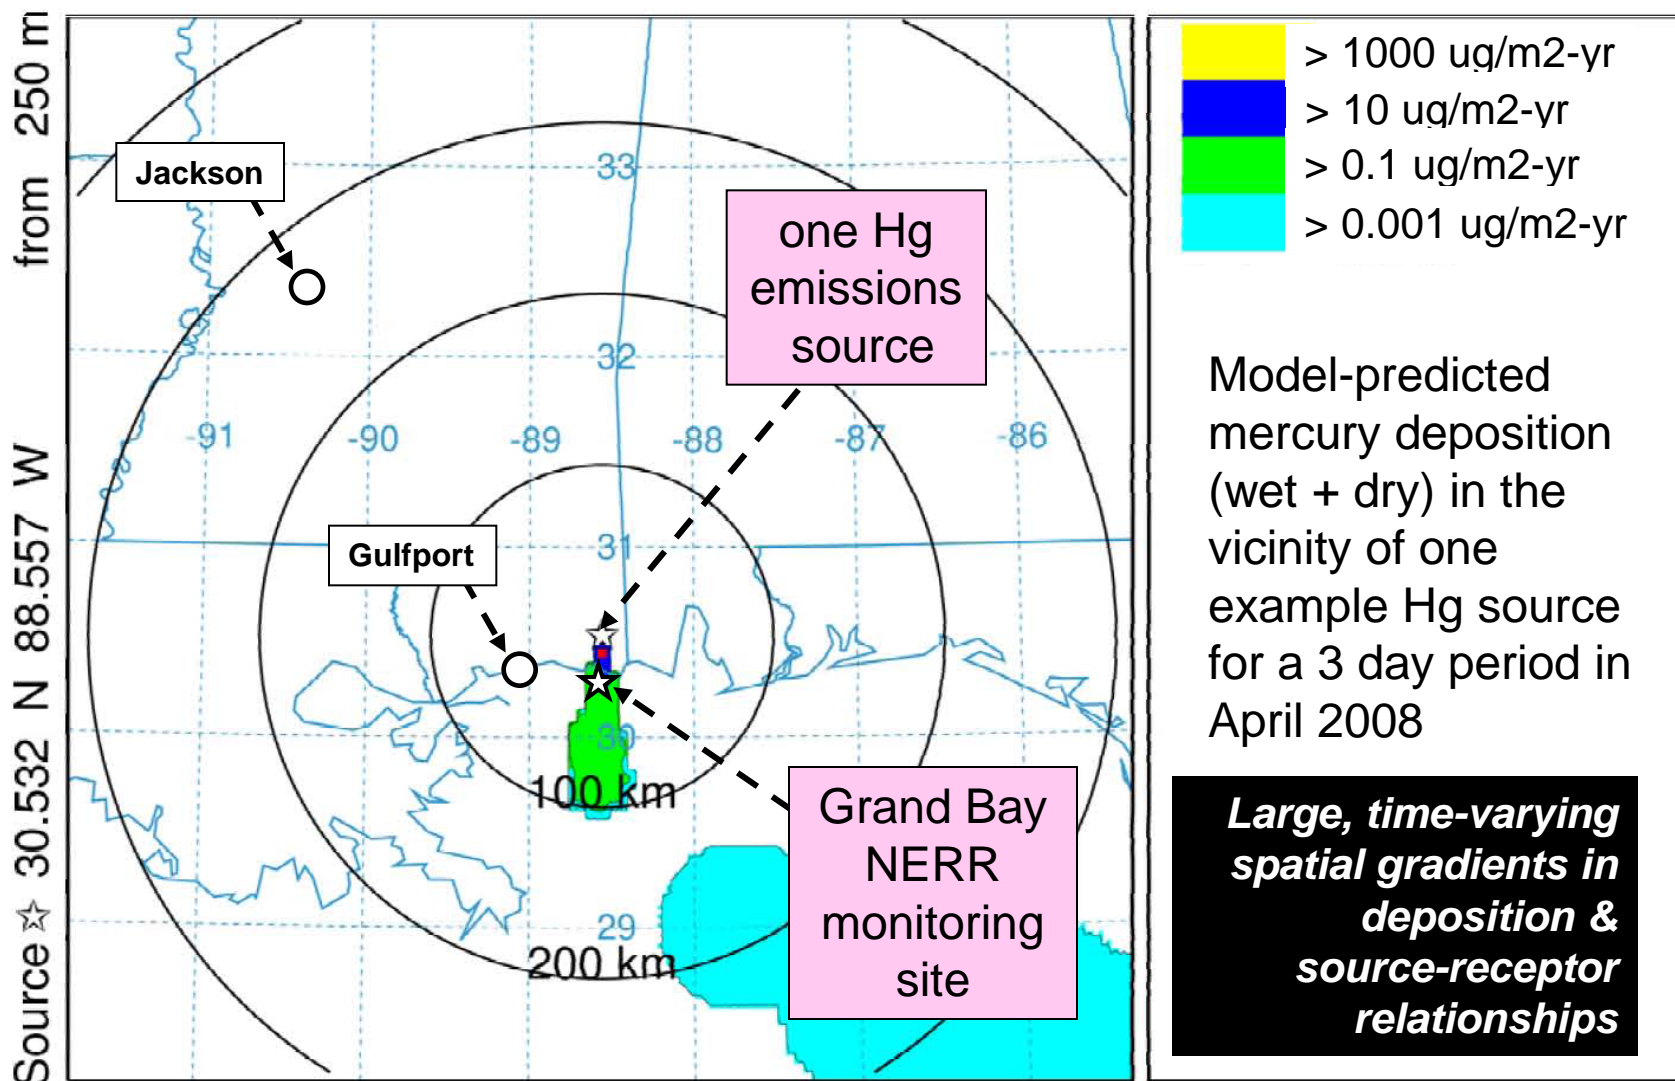 Source ☆ 30.532 N 88.557 W from 250 m
Jackson
Gulfport
one Hg
emissions
source
33
32
-91
-90
-89
-88
-87
-86
31
30
100 km
29
200 km
Grand Bay
NERR
monitoring
site
> 1000 ug/m2-yr
> 10 ug/m2-yr
> 0.1 ug/m2-yr
> 0.001 ug/m2-yr
Model-predicted
mercury deposition
(wet + dry) in the
vicinity of one
example Hg source
for a 3 day period in
April 2008
Large, time-varying
spatial gradients in
deposition &
source-receptor
relationships